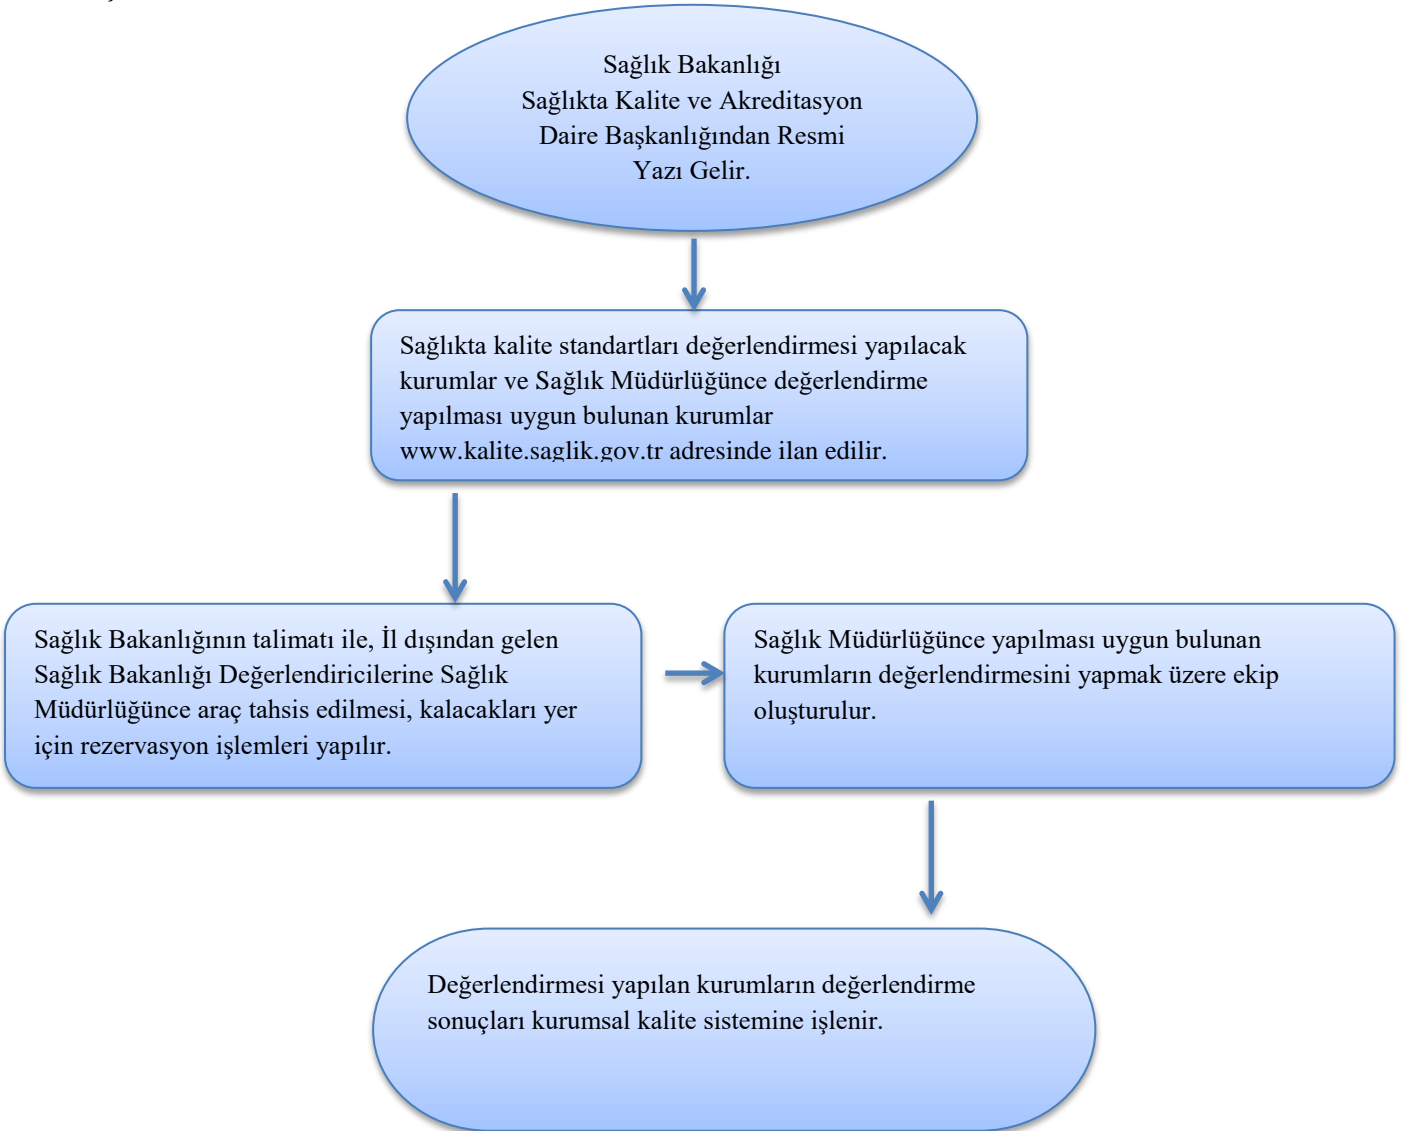 Sağlık Bakanlığı
Sağlıkta Kalite ve Akreditasyon
Daire Başkanlığından Resmi
Yazı Gelir.
Sağlıkta kalite standartları değerlendirmesi yapılacak
kurumlar ve Sağlık Müdürlüğünce değerlendirme
yapılması uygun bulunan kurumlar
www.kalite.saglik.gov.tr adresinde ilan edilir.
Sağlık Bakanlığının talimatı ile, İl dışından gelen
Sağlık Bakanlığı Değerlendiricilerine Sağlık
Müdürlüğünce araç tahsis edilmesi, kalacakları yer
için rezervasyon işlemleri yapılır.
Sağlık Müdürlüğünce yapılması uygun bulunan
kurumların değerlendirmesini yapmak üzere ekip
oluşturulur.
Değerlendirmesi yapılan kurumların değerlendirme
sonuçları kurumsal kalite sistemine işlenir.